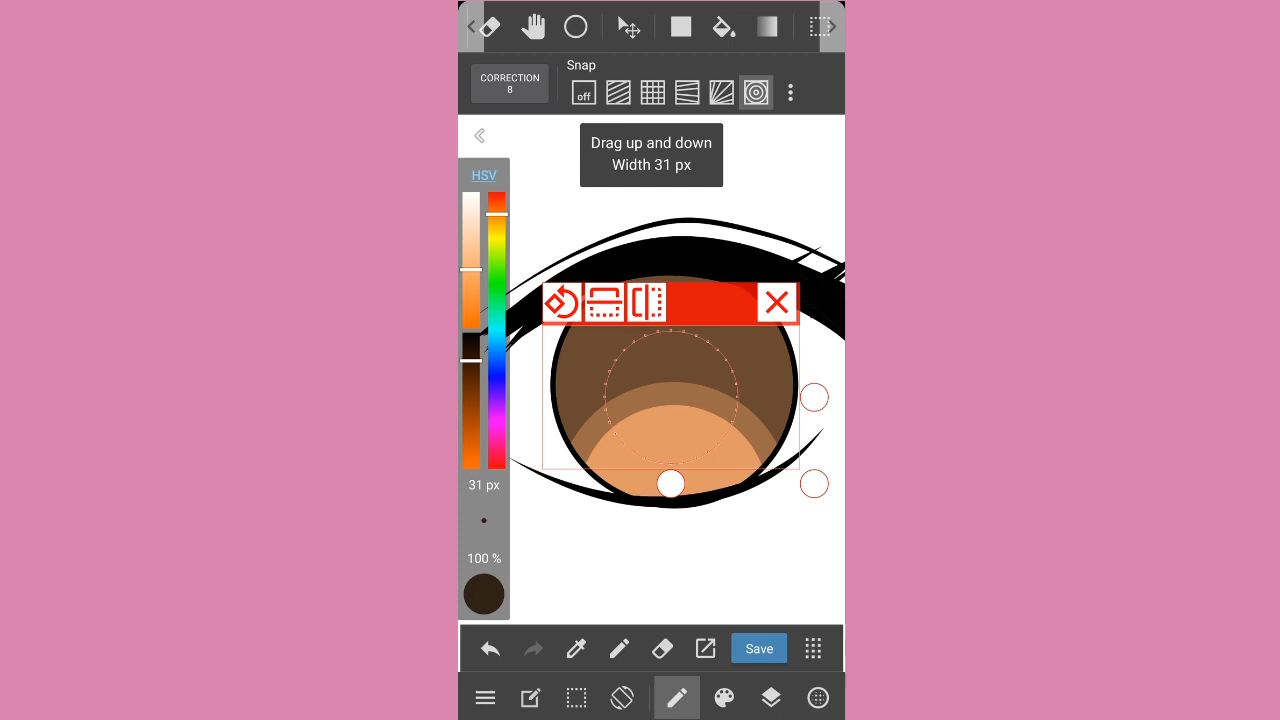 CORRECTION
8
Snap
off
Drag up and down
Width 31 px
HSV
31 px
100 %
Save